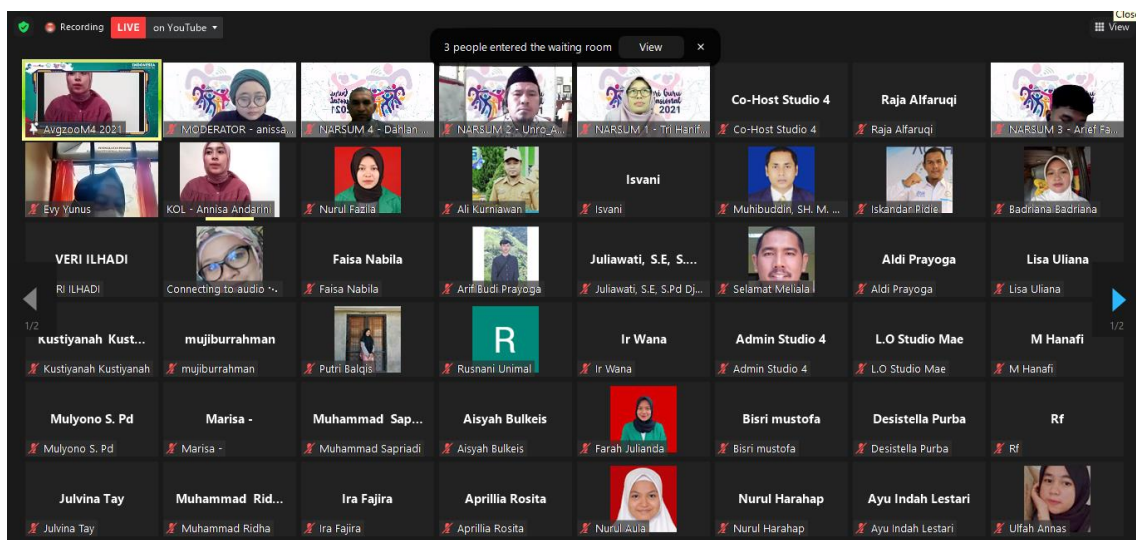 Close
Recording LIVE on YouTube
View
3 people entered the waiting room View
AvgzooM4 2021
MODERATOR - anissa...
NARSUM 4 - Dahlan ...
NARSUM 2 - Unro_A...
NARSUM 1 - Tri Hanif...
2021
Co-Host Studio 4
Co-Host Studio 4
Raja Alfaruqi
Raja Alfaruqi
NARSUM 3 - Arief Fa...
2021
Evy Yunus
KOL - Annisa Andarini
Nurul Fazila
Ali Kurniawan
Isvani
Isvani
Muhibuddin, SH. M. ...
Iskandar Pidie
Badriana Badriana
VERI ILHADI
RI ILHADI
Connecting to audio ...
Faisa Nabila
Faisa Nabila
Arif Budi Prayoga
Juliawati, S.E, S....
Juliawati, S.E, S.Pd Dj...
Selamat Meliala
Aldi Prayoga
Aldi Prayoga
Lisa Uliana
Lisa Uliana
1/2
1/2
Kustiyanah Kust...
Kustiyanah Kustiyanah
mujiburrahman
mujiburrahman
Putri Balqis
R
Rusnani Unimal
Ir Wana
Ir Wana
Admin Studio 4
Admin Studio 4
L.O Studio Mae
L.O Studio Mae
M Hanafi
M Hanafi
Mulyono S. Pd
Mulyono S. Pd
Marisa -
Marisa -
Muhammad Sap...
Muhammad Sapriadi
Aisyah Bulkeis
Aisyah Bulkeis
Farah Julianda
Bisri mustofa
Bisri mustofa
Desistella Purba
Desistella Purba
Rf
Rf
Julvina Tay
Julvina Tay
Muhammad Rid...
Muhammad Ridha
Ira Fajira
Ira Fajira
Aprillia Rosita
Aprillia Rosita
Nurul Aula
Nurul Harahap
Nurul Harahap
Ayu Indah Lestari
Ayu Indah Lestari
Ulfah Annas